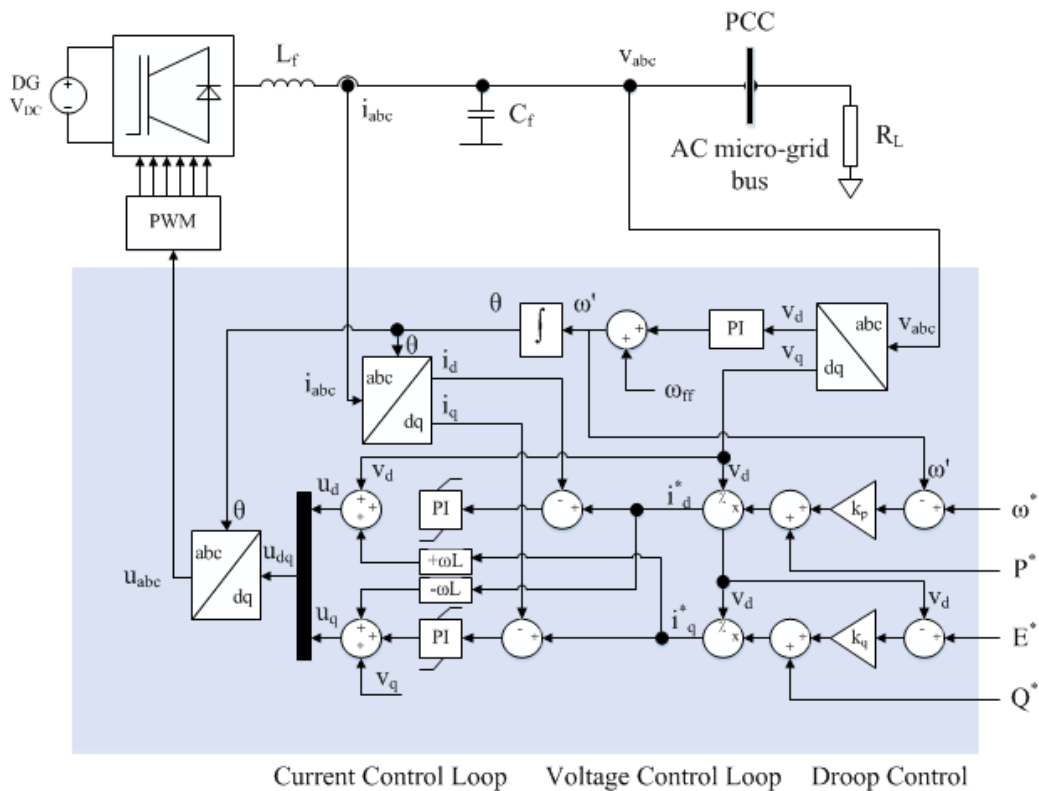 PCC
L_f
v_abc
DG
V_DC
i_abc
C_f
R_L
AC micro-grid
bus
PWM
θ
ω'
∫
+
+
PI
v_d
v_q
abc
dq
v_abc
θ
i_abc
abc
dq
i_d
i_q
ω_ff
v_d
v_d
ω'
u_d
+
+
+
PI
-
+
i*_d
÷
x
+
+
k_p
-
+
ω*
θ
abc
dq
u_dq
u_abc
+ωL
P*
-ωL
v_d
v_d
u_q
+
+
+
PI
-
+
i*_q
÷
x
+
+
k_q
-
+
E*
v_q
Q*
Current Control Loop
Voltage Control Loop
Droop Control